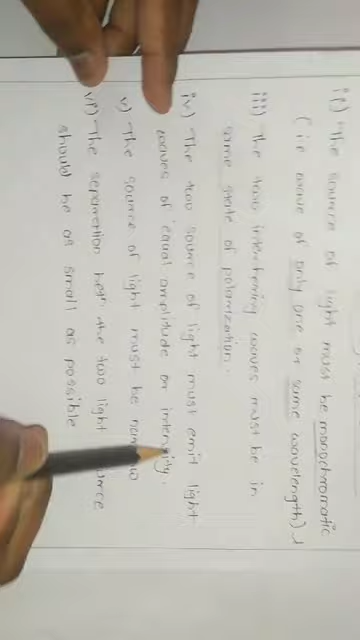 ii) The source of light must be monochromatic
(ie wave of only one or same wavelength)
iii) The two interfering waves must be in
same state of polarization.
iv) The two source of light must emit light
waves of equal amplitude or intensity.
v) The source of light must be narrow
vi) The separation betn the two light source
should be as small as possible